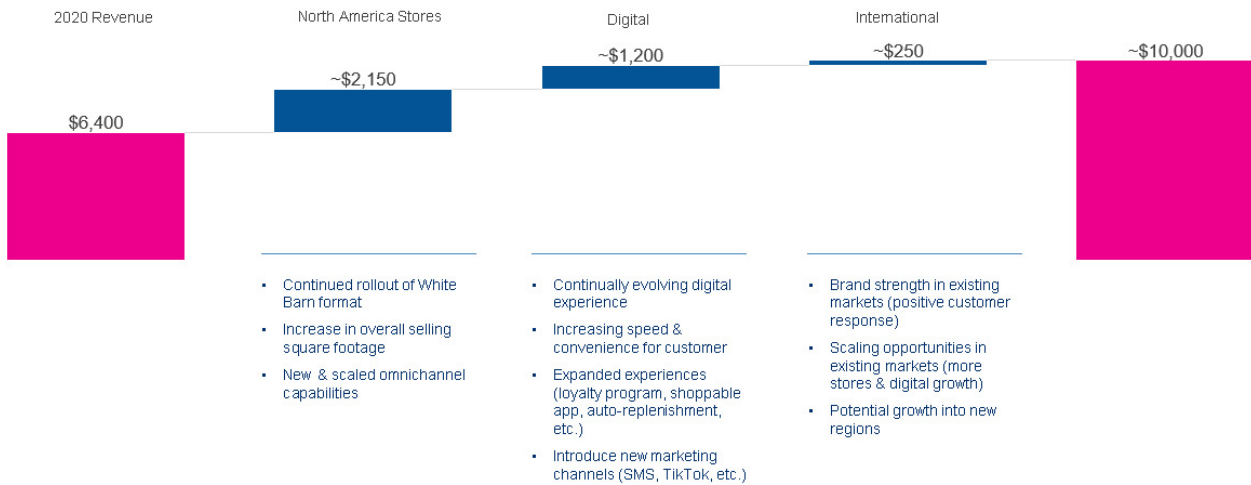 2020 Revenue
North America Stores
Digital
International
$6,400
~$2,150
~$1,200
~$250
~$10,000
▪ Continued rollout of White
Barn format
▪ Increase in overall selling
square footage
▪ New & scaled omnichannel
capabilities
▪ Continually evolving digital
experience
▪ Increasing speed &
convenience for customer
▪ Expanded experiences
(loyalty program, shoppable
app, auto-replenishment,
etc.)
▪ Introduce new marketing
channels (SMS, TikTok, etc.)
▪ Brand strength in existing
markets (positive customer
response)
▪ Scaling opportunities in
existing markets (more
stores & digital growth)
▪ Potential growth into new
regions